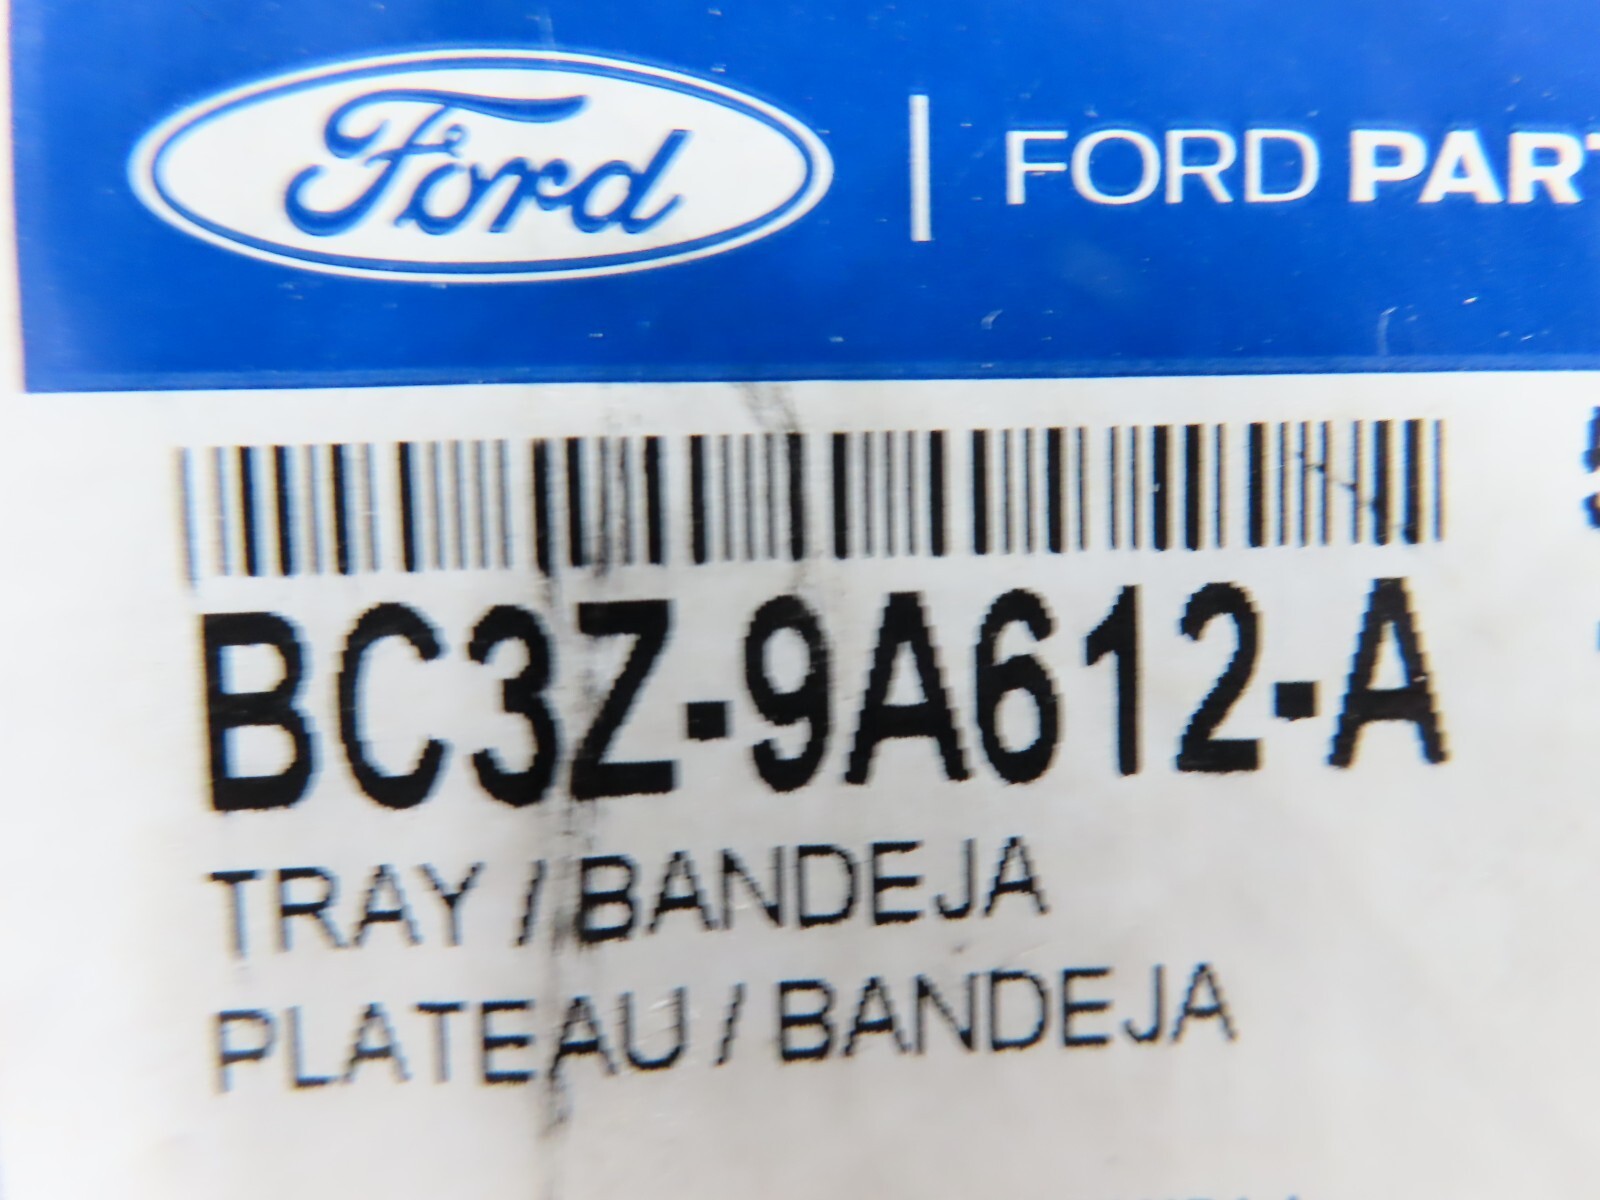 Ford | FORD PART
BC3Z-9A612-A
TRAY / BANDEJA
PLATEAU / BANDEJA